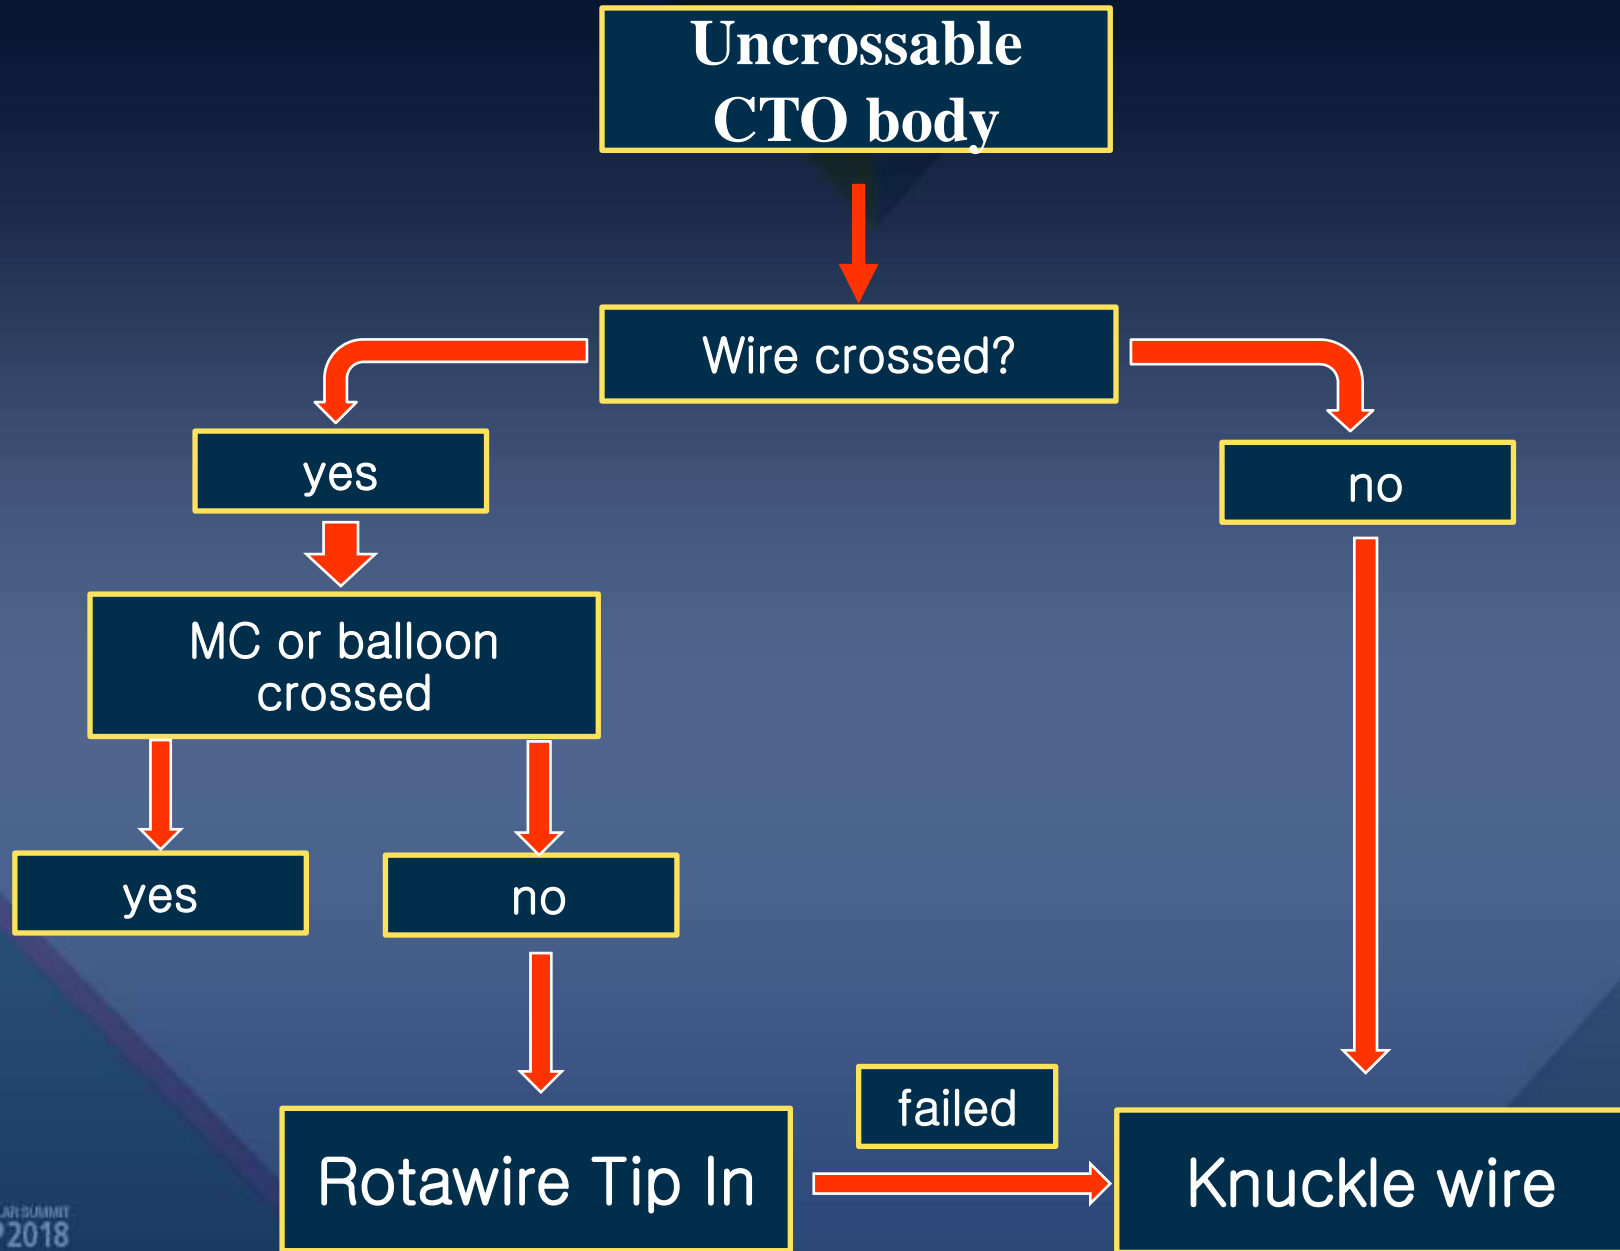 Uncrossable
CTO body
Wire crossed?
yes
no
MC or balloon
crossed
yes
no
failed
Rotawire Tip In
Knuckle wire
SUMMIT
2018